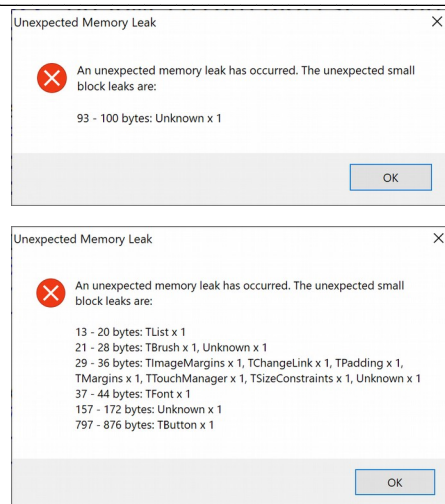 Unexpected Memory Leak
An unexpected memory leak has occurred. The unexpected small
block leaks are:
93 - 100 bytes: Unknown x 1
OK
Unexpected Memory Leak
An unexpected memory leak has occurred. The unexpected small
block leaks are:
13 - 20 bytes: TList x 1
21 - 28 bytes: TBrush x 1, Unknown x 1
29 - 36 bytes: TImageMargins x 1, TChangeLink x 1, TPadding x 1,
TMargins x 1, TTouchManager x 1, TSizeConstraints x 1, Unknown x 1
37 - 44 bytes: TFont x 1
157 - 172 bytes: Unknown x 1
797 - 876 bytes: TButton x 1
OK